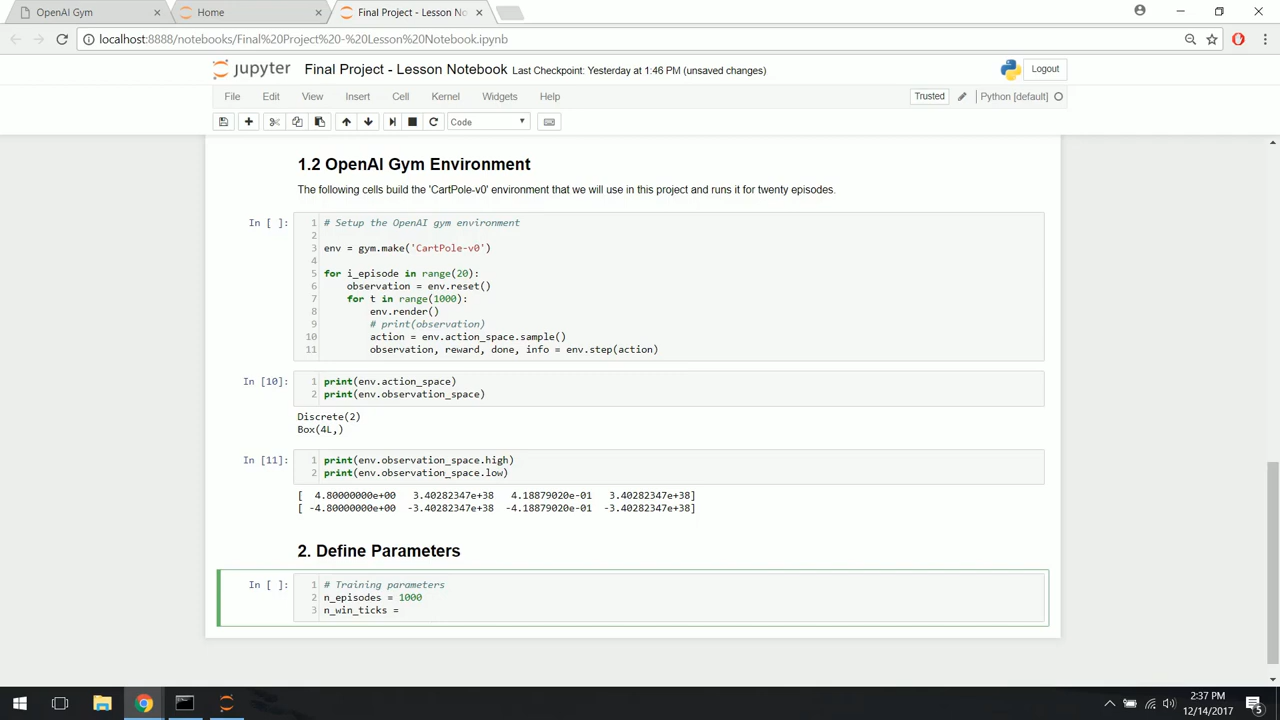 OpenAI Gym
Home
Final Project - Lesson No
localhost:8888/notebooks/Final%20Project%20-%20Lesson%20Notebook.ipynb
jupyter Final Project - Lesson Notebook Last Checkpoint: Yesterday at 1:46 PM (unsaved changes)
Logout
File Edit View Insert Cell Kernel Widgets Help
Trusted
Python [default]
Code
1.2 OpenAI Gym Environment
The following cells build the 'CartPole-v0' environment that we will use in this project and runs it for twenty episodes.
In [ ]:
1 # Setup the OpenAI gym environment
2
3 env = gym.make('CartPole-v0')
4
5 for i_episode in range(20):
6 observation = env.reset()
7 for t in range(1000):
8 env.render()
9 # print(observation)
10 action = env.action_space.sample()
11 observation, reward, done, info = env.step(action)
In [10]:
1 print(env.action_space)
2 print(env.observation_space)
Discrete(2)
Box(4L,)
In [11]:
1 print(env.observation_space.high)
2 print(env.observation_space.low)
[ 4.80000000e+00 3.40282347e+38 4.18879020e-01 3.40282347e+38]
[ -4.80000000e+00 -3.40282347e+38 -4.18879020e-01 -3.40282347e+38]
2. Define Parameters
In [ ]:
1 # Training parameters
2 n_episodes = 1000
3 n_win_ticks =
2:37 PM
12/14/2017
5